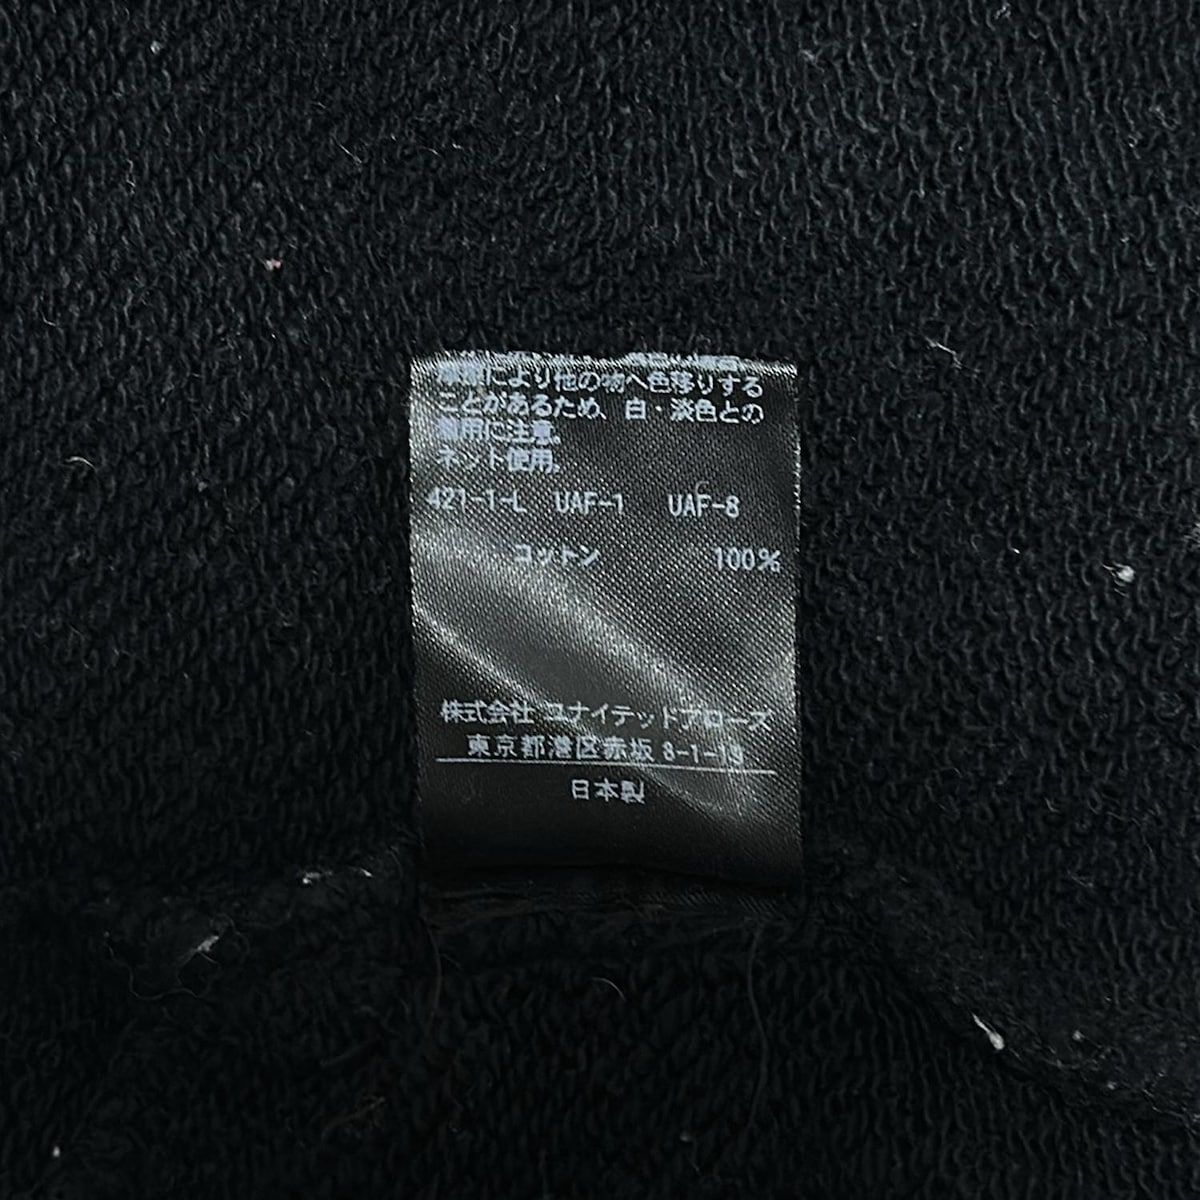 により他の物へ色移りする
ことがあるため、白・淡色との
着用に注意。
ネット使用。
421-1-L UAF-1 UAF-8
コットン 100%
株式会社 ユナイテッドアローズ
東京都港区赤坂 8-1-19
日本製